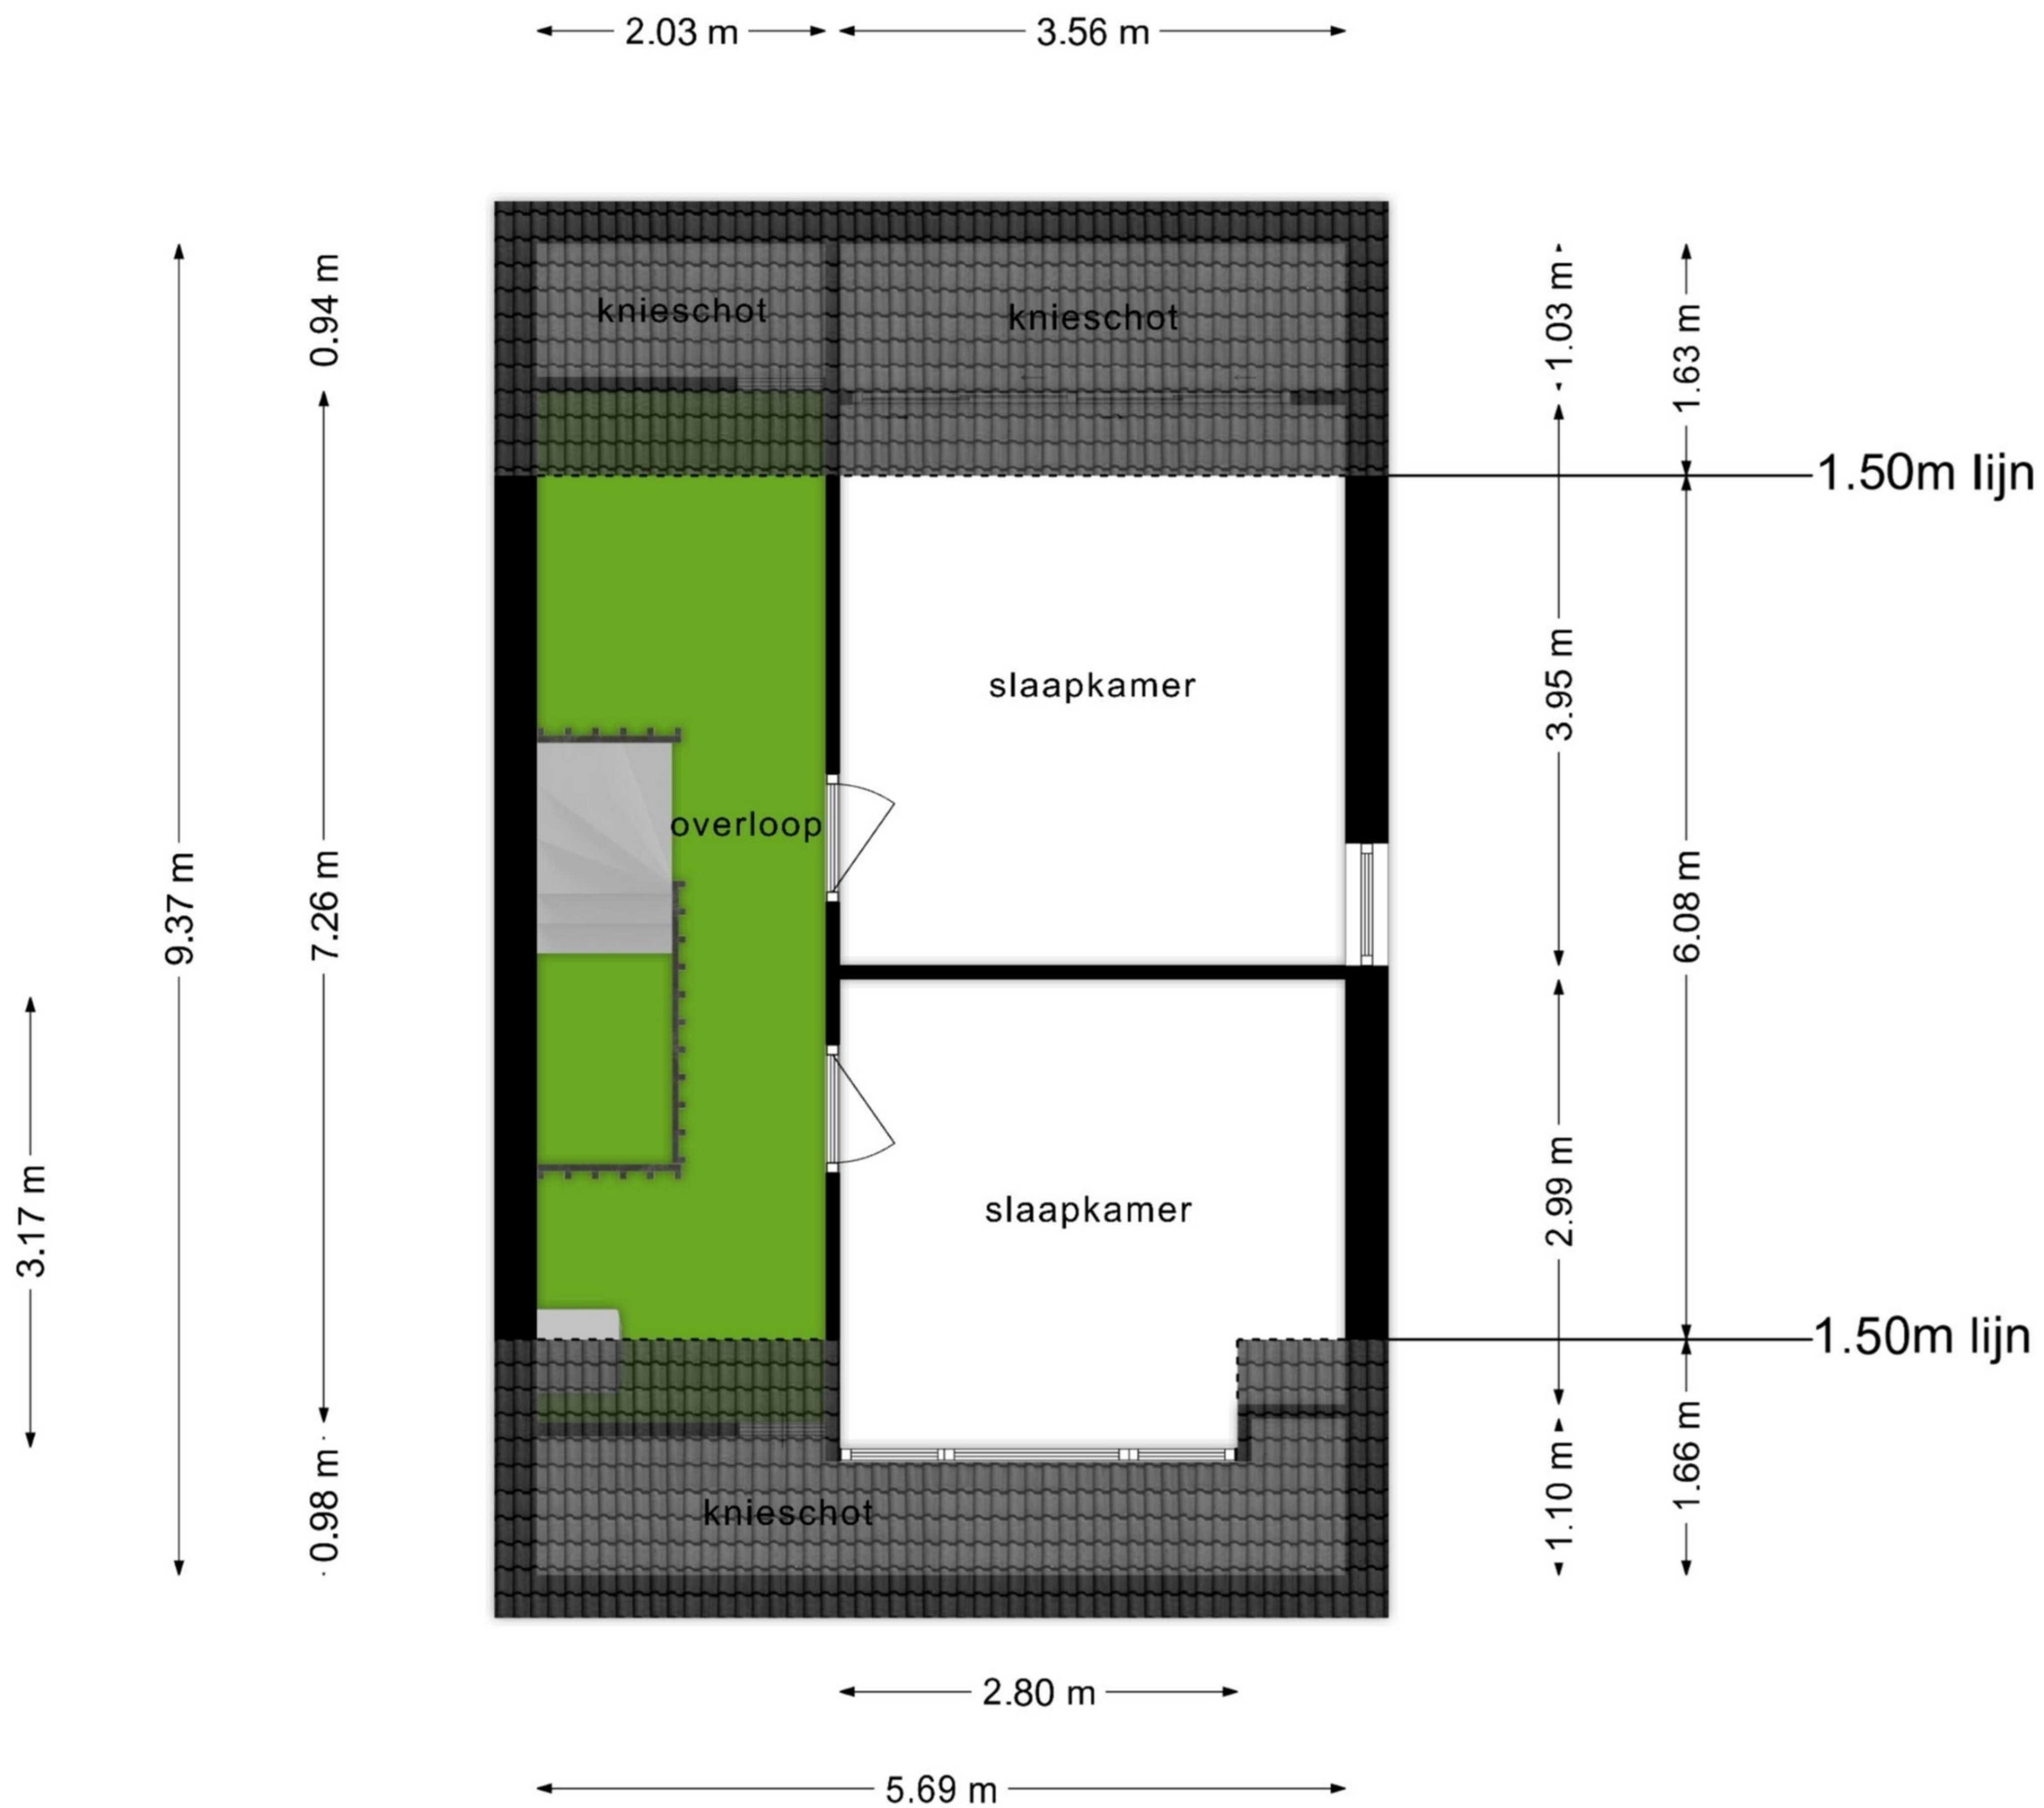 2.03 m
3.56 m
0.94 m
1.03 m
1.63 m
knieschot
knieschot
1.50m lijn
slaapkamer
3.95 m
overloop
9.37 m
7.26 m
6.08 m
3.17 m
2.99 m
slaapkamer
1.50m lijn
0.98 m
1.10 m
1.66 m
knieschot
2.80 m
5.69 m